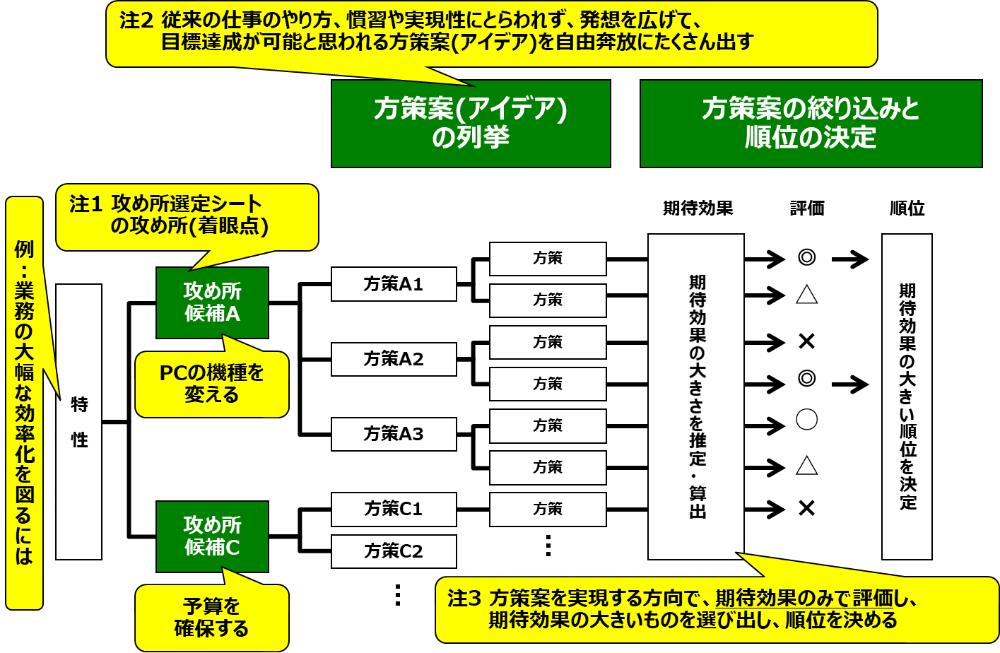 注2 従来の仕事のやり方、慣習や実現性にとらわれず、発想を広げて、
目標達成が可能と思われる方策案(アイデア)を自由奔放にたくさん出す
方策案(アイデア)
の列挙
方策案の絞り込みと
順位の決定
注1 攻め所選定シート
の攻め所(着眼点)
例：業務の大幅な効率化を図るには
特性
攻め所
候補A
PCの機種を
変える
攻め所
候補C
予算を
確保する
方策A1
方策A2
方策A3
方策C1
方策C2
⋮
方策
方策
方策
方策
方策
方策
方策
⋮
期待効果
期待効果の大きさを推定・算出
評価
◎
△
×
◎
○
△
×
順位
期待効果の大きい順位を決定
注3 方策案を実現する方向で、期待効果のみで評価し、
期待効果の大きいものを選び出し、順位を決める